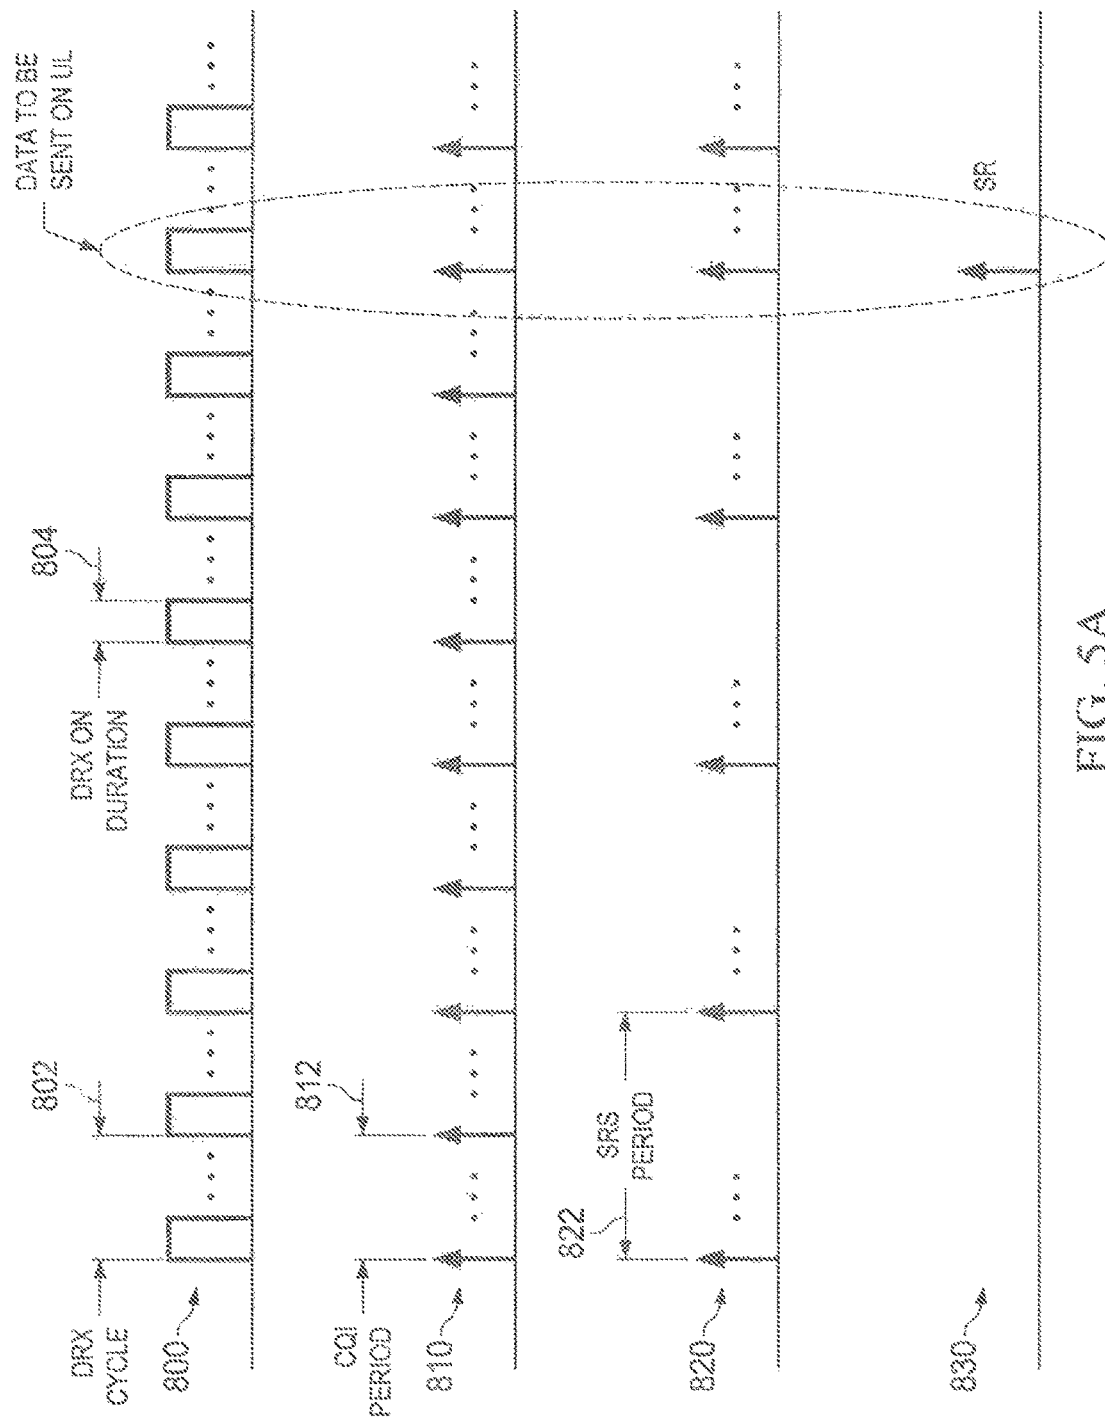 DATA TO BE
SENT ON UL
DRX
CYCLE
802
DRX ON
DURATION
804
800
CQI
PERIOD
812
810
822
SRS
PERIOD
820
SR
830
FIG. 5A